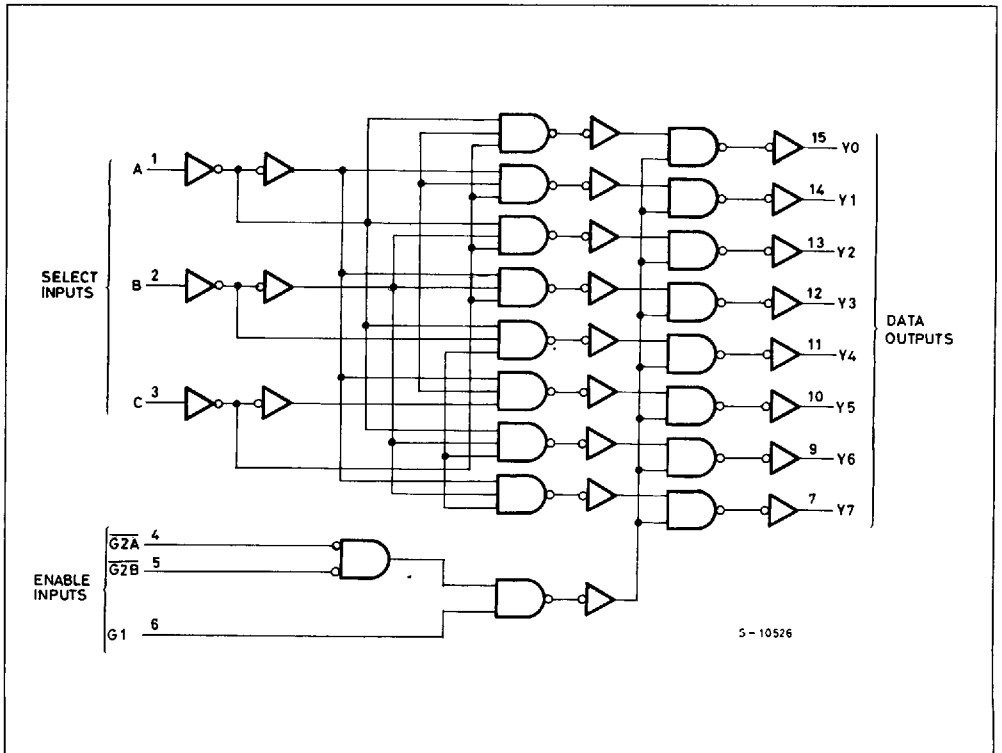 A 1
B 2
C 3
SELECT
INPUTS
15 Y0
14 Y1
13 Y2
12 Y3
11 Y4
10 Y5
9 Y6
7 Y7
DATA
OUTPUTS
G2A 4
G2B 5
G1 6
ENABLE
INPUTS
S-10526